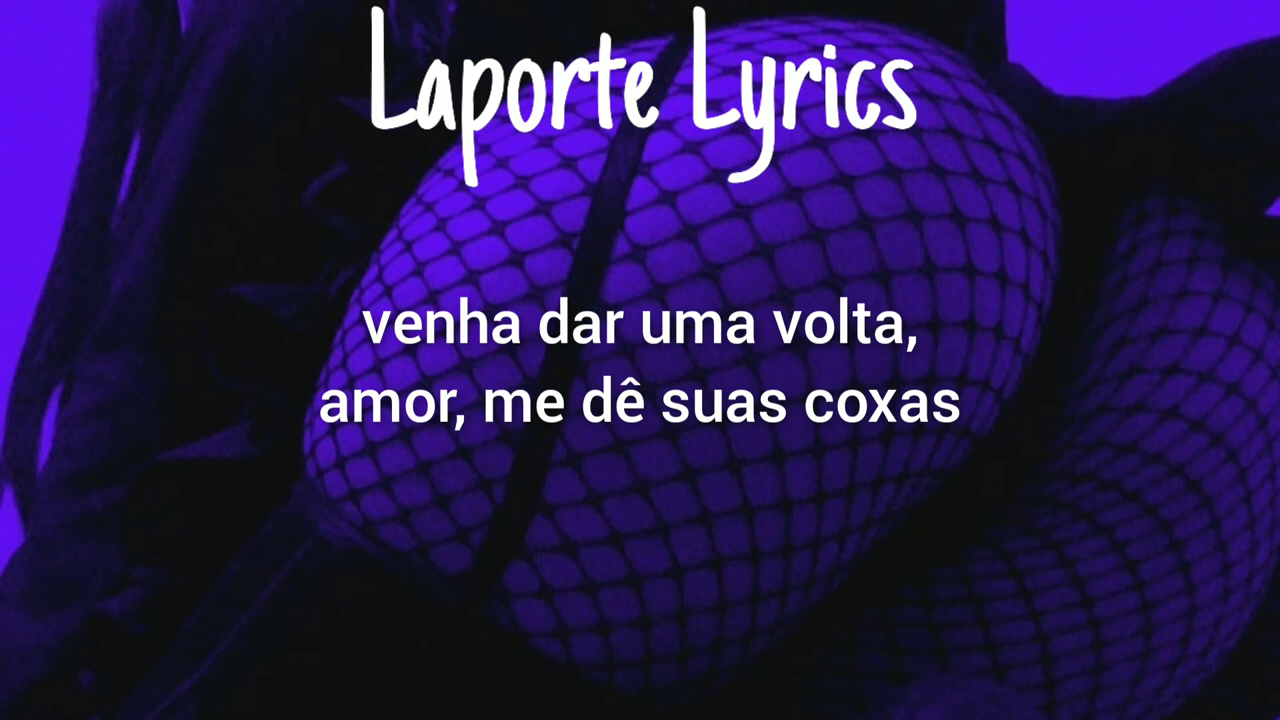 Laporte Lyrics
venha dar uma volta,
amor, me dê suas coxas